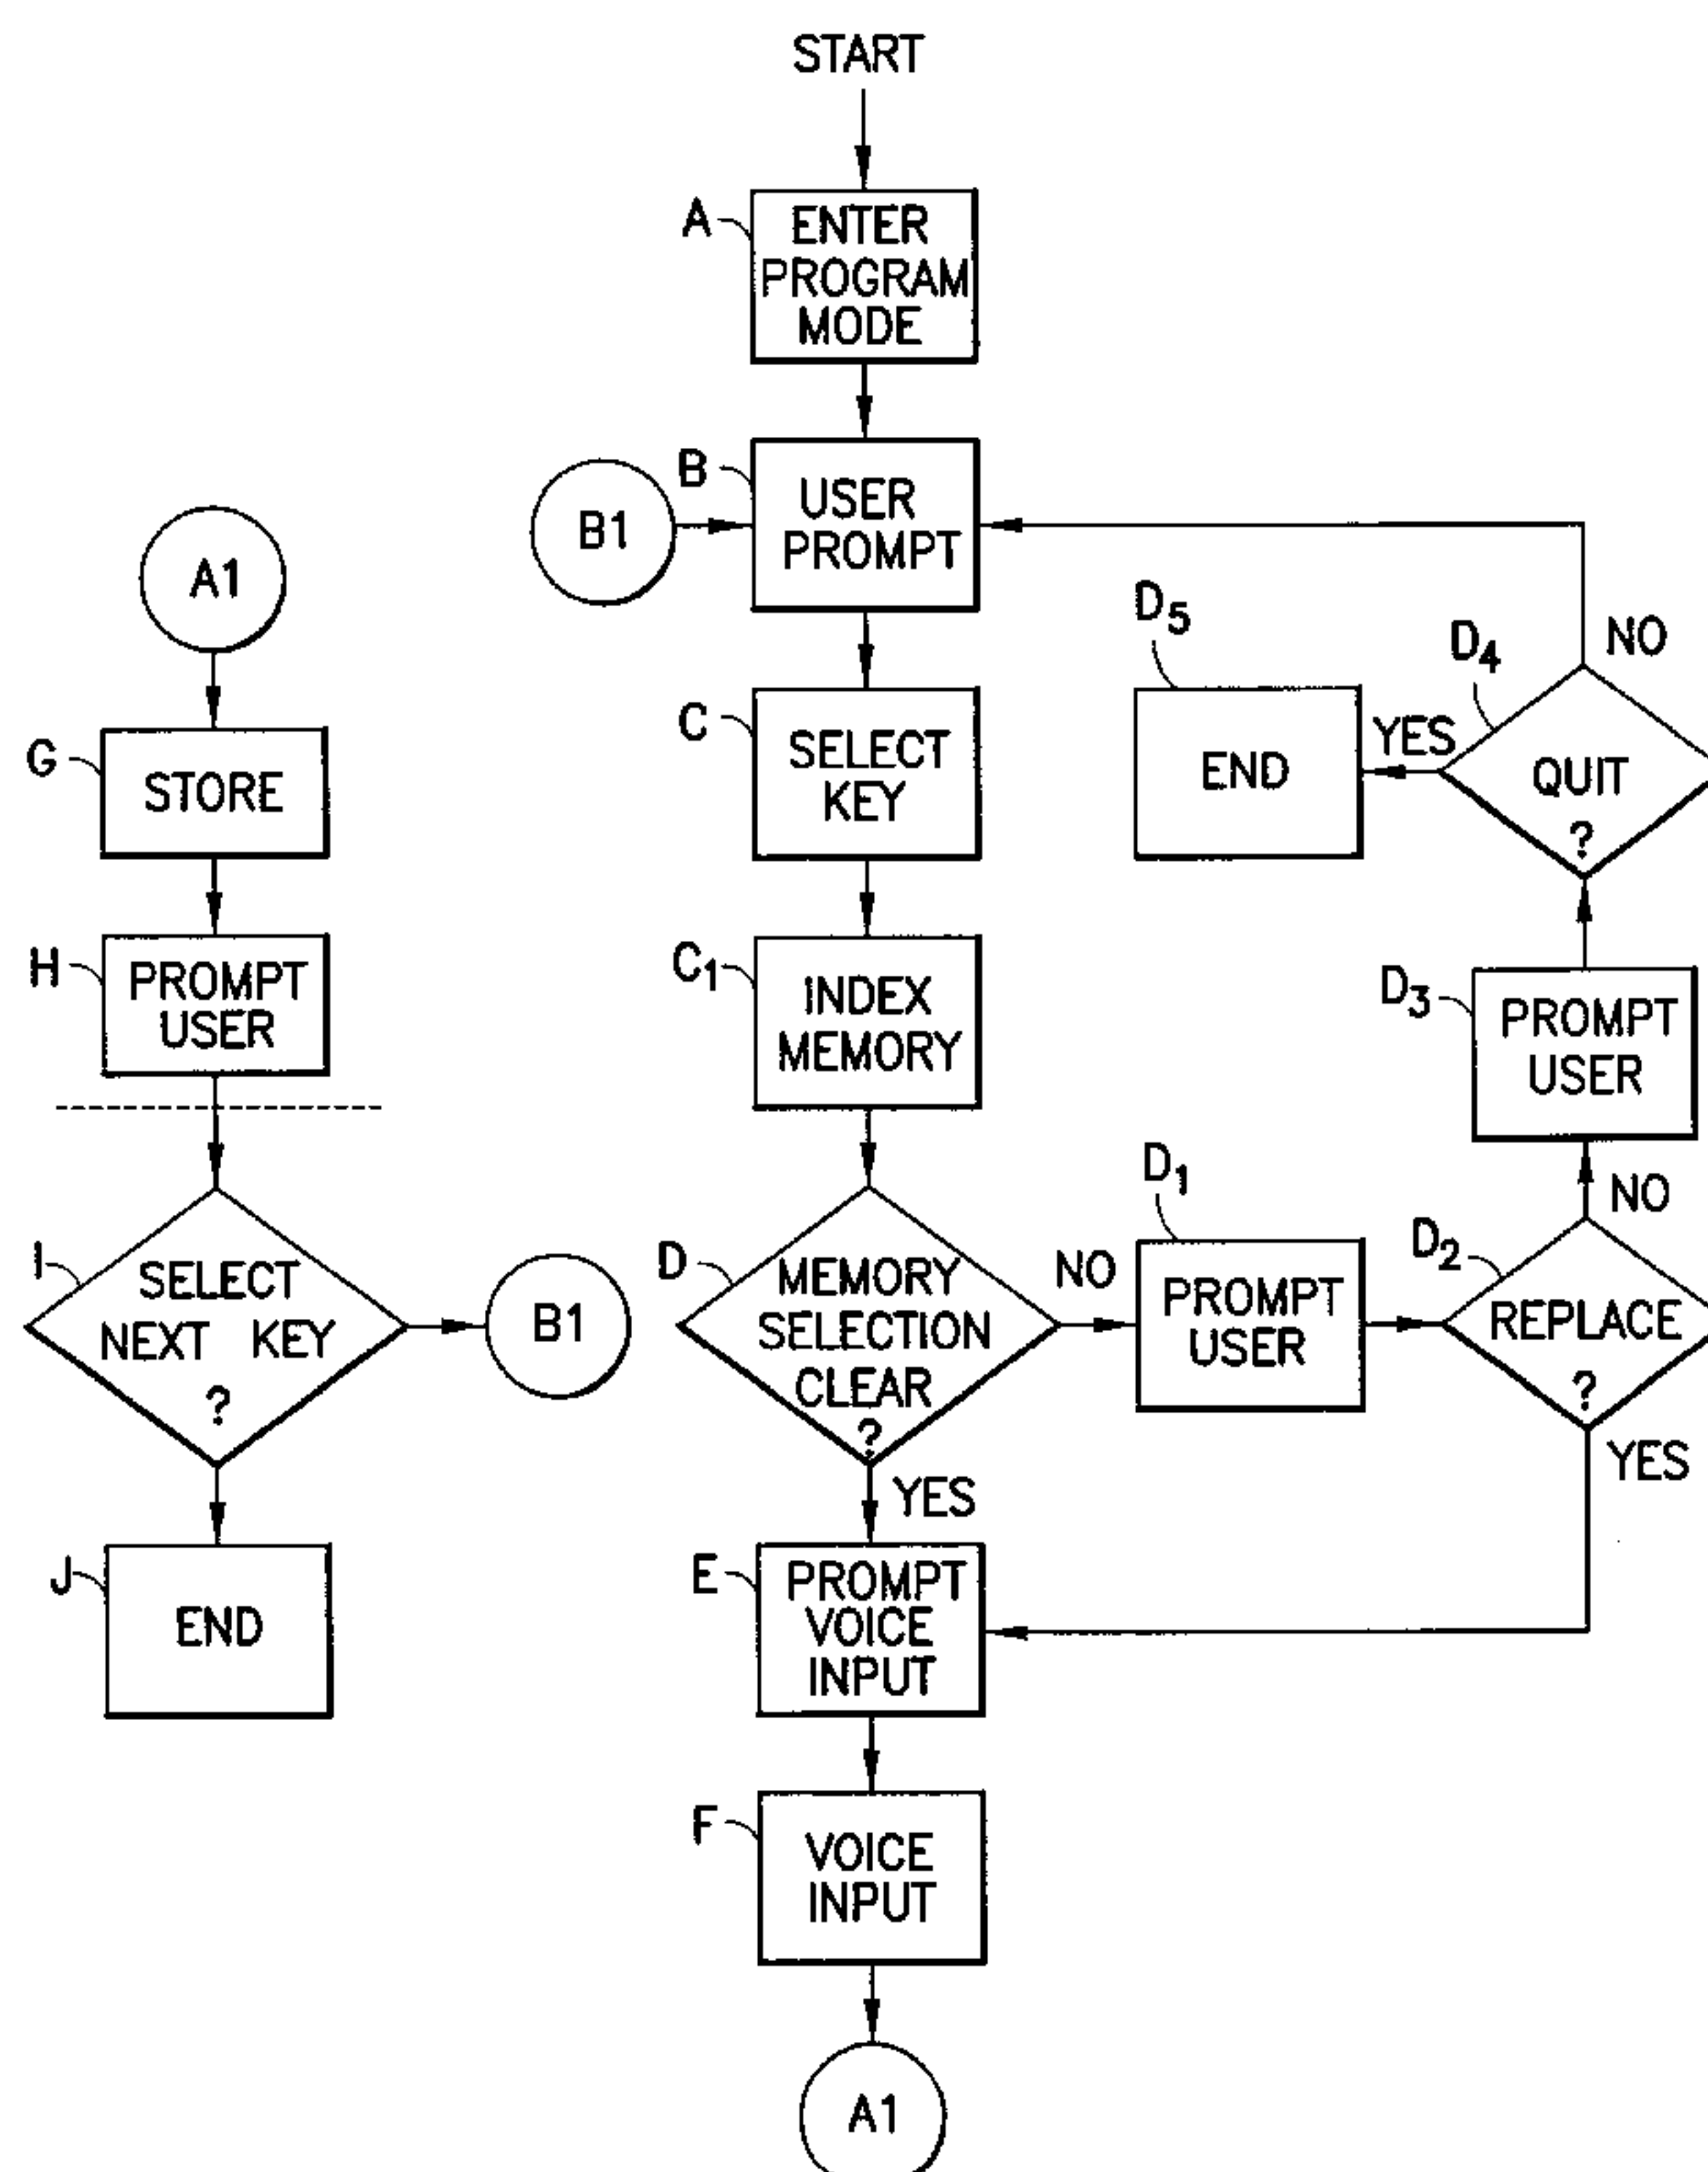 START
A
ENTER
PROGRAM
MODE
B1
B
USER
PROMPT
A1
D5
D4
NO
G
STORE
C
SELECT
KEY
END
YES
QUIT
?
H
PROMPT
USER
C1
INDEX
MEMORY
D3
PROMPT
USER
I
SELECT
NEXT KEY
?
B1
D
MEMORY
SELECTION
CLEAR
?
NO
D1
PROMPT
USER
D2
NO
REPLACE
?
YES
YES
J
END
E
PROMPT
VOICE
INPUT
F
VOICE
INPUT
A1